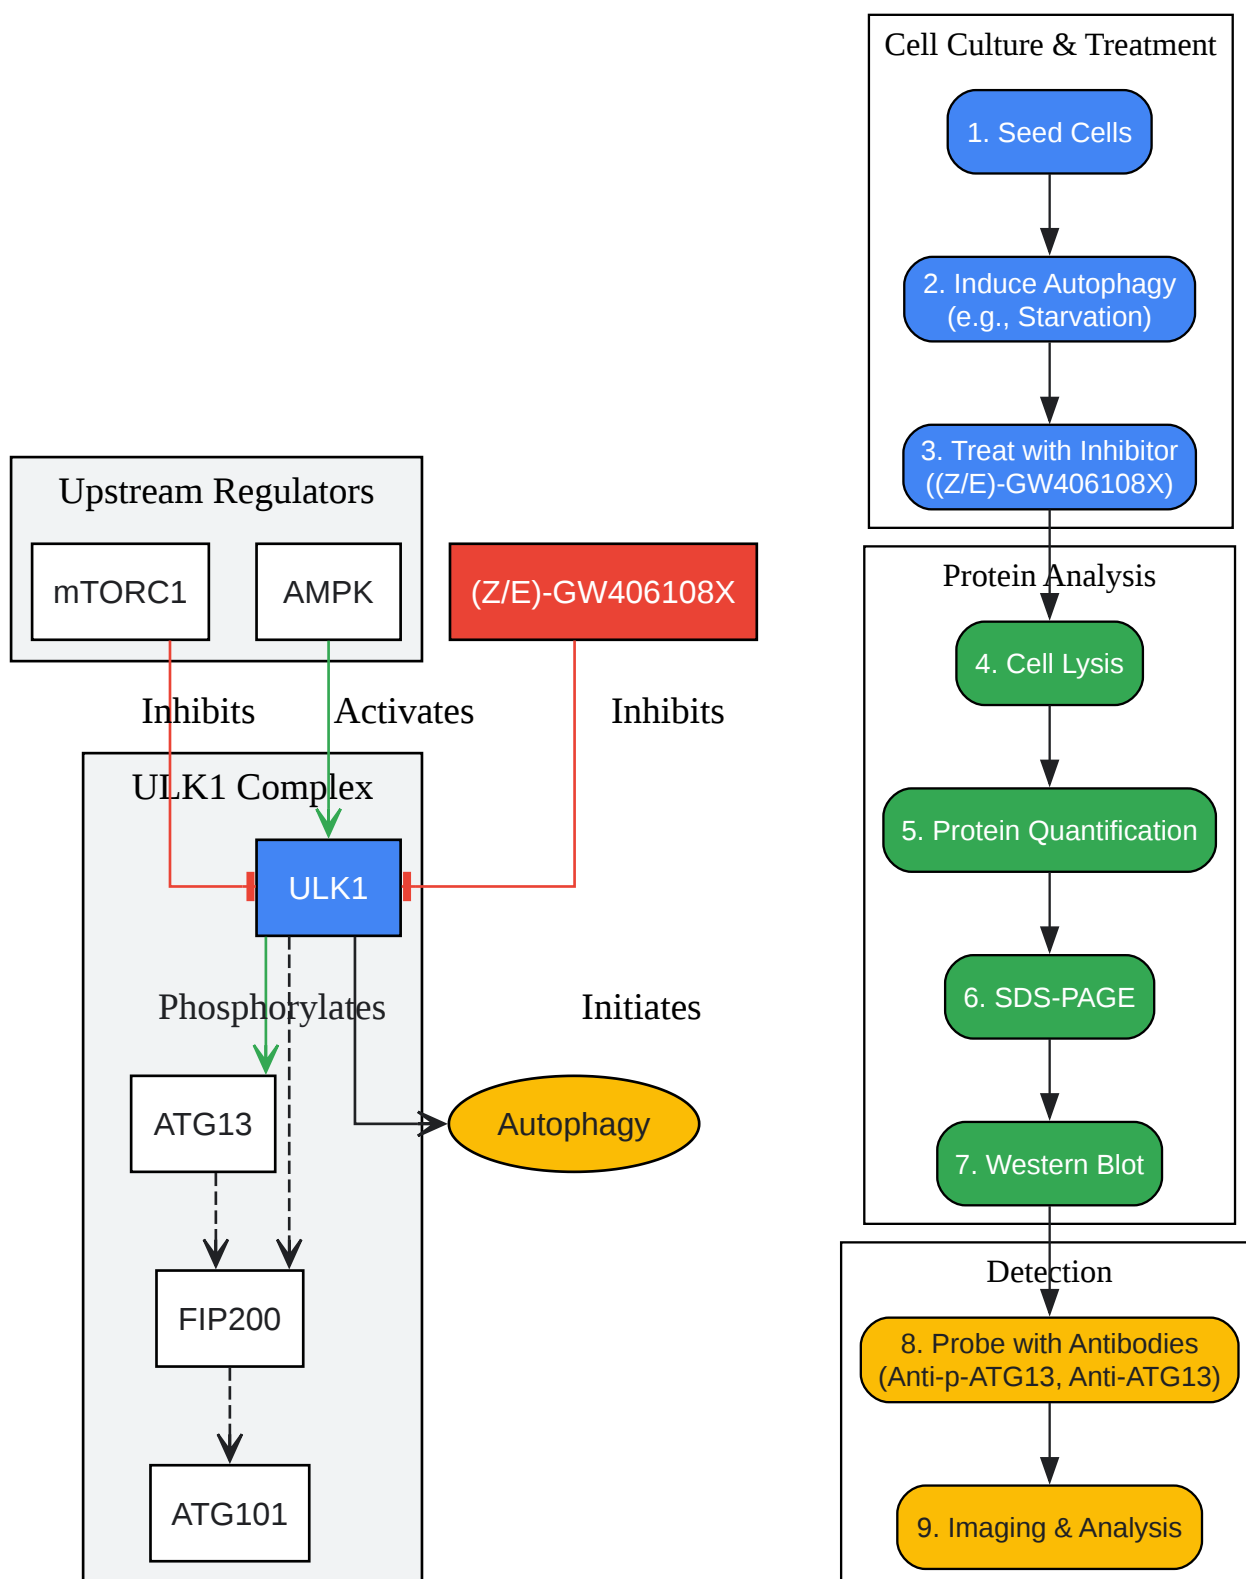 Upstream Regulators
mTORC1
AMPK
(Z/E)-GW406108X
Inhibits
Activates
Inhibits
ULK1 Complex
ULK1
Phosphorylates
Initiates
ATG13
Autophagy
FIP200
ATG101
Cell Culture & Treatment
1. Seed Cells
2. Induce Autophagy
(e.g., Starvation)
3. Treat with Inhibitor
((Z/E)-GW406108X)
Protein Analysis
4. Cell Lysis
5. Protein Quantification
6. SDS-PAGE
7. Western Blot
Detection
8. Probe with Antibodies
(Anti-p-ATG13, Anti-ATG13)
9. Imaging & Analysis